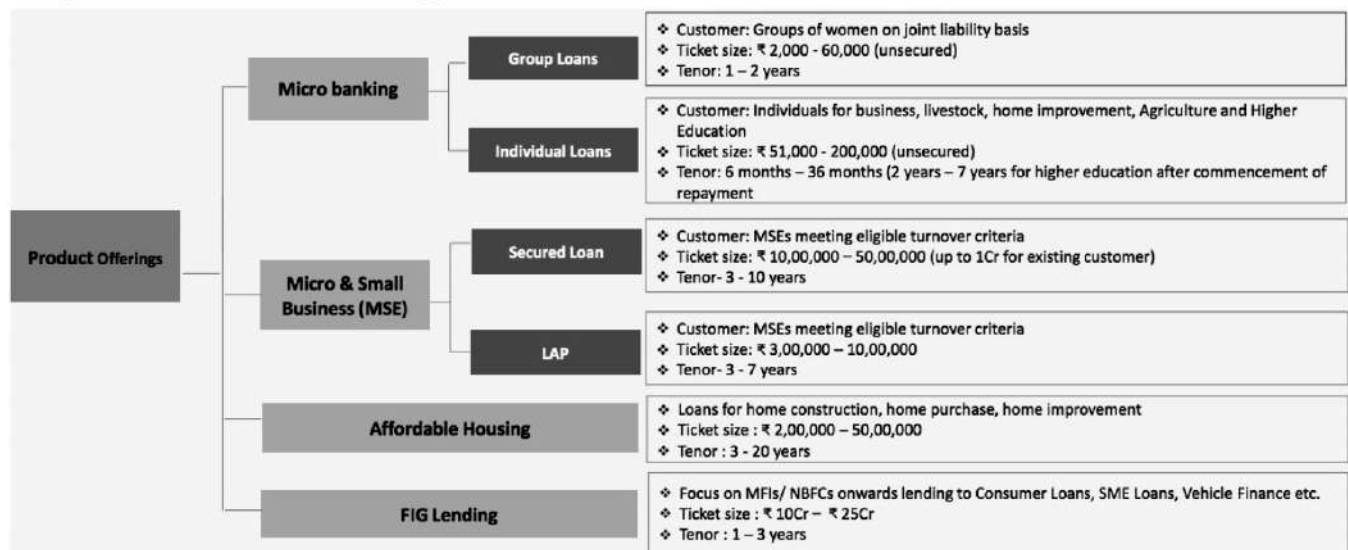 Product Offerings
Micro banking
Group Loans
❖ Customer: Groups of women on joint liability basis
❖ Ticket size: ₹ 2,000 - 60,000 (unsecured)
❖ Tenor: 1 – 2 years
Individual Loans
❖ Customer: Individuals for business, livestock, home improvement, Agriculture and Higher
Education
❖ Ticket size: ₹ 51,000 - 200,000 (unsecured)
❖ Tenor: 6 months – 36 months (2 years – 7 years for higher education after commencement of
repayment
Micro & Small
Business (MSE)
Secured Loan
❖ Customer: MSEs meeting eligible turnover criteria
❖ Ticket size: ₹ 10,00,000 – 50,00,000 (up to 1Cr for existing customer)
❖ Tenor- 3 - 10 years
LAP
❖ Customer: MSEs meeting eligible turnover criteria
❖ Ticket size: ₹ 3,00,000 – 10,00,000
❖ Tenor- 3 - 7 years
Affordable Housing
❖ Loans for home construction, home purchase, home improvement
❖ Ticket size : ₹ 2,00,000 – 50,00,000
❖ Tenor : 3 - 20 years
FIG Lending
❖ Focus on MFIs/ NBFCs onwards lending to Consumer Loans, SME Loans, Vehicle Finance etc.
❖ Ticket size : ₹ 10Cr – ₹ 25Cr
❖ Tenor : 1 – 3 years